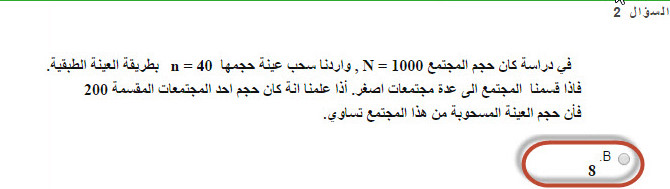 السؤال 2
في دراسة كان حجم المجتمع N = 1000 , واردنا سحب عينة حجمها n = 40 بطريقة العينة الطبقية.
فاذا قسمنا المجتمع الى عدة مجتمعات اصغر. أذا علمنا انة كان حجم احد المجتمعات المقسمة 200
فأن حجم العينة المسحوبة من هذا المجتمع تساوي.
.B
8